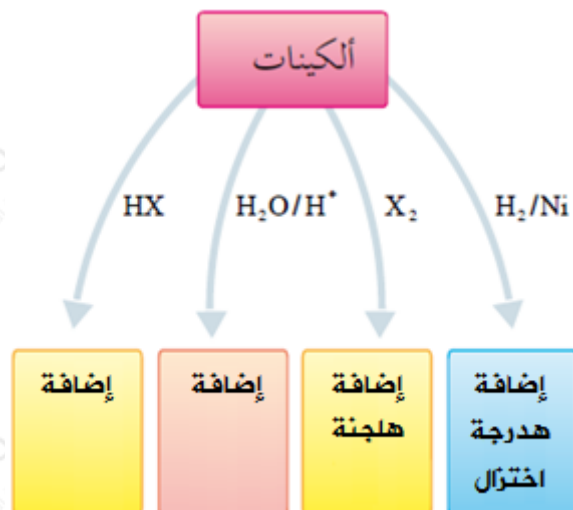 ألكينات
HX
H₂O/H⁺
X₂
H₂/Ni
إضافة
إضافة
إضافة
هلجنة
إضافة
هدرجة
اختزال